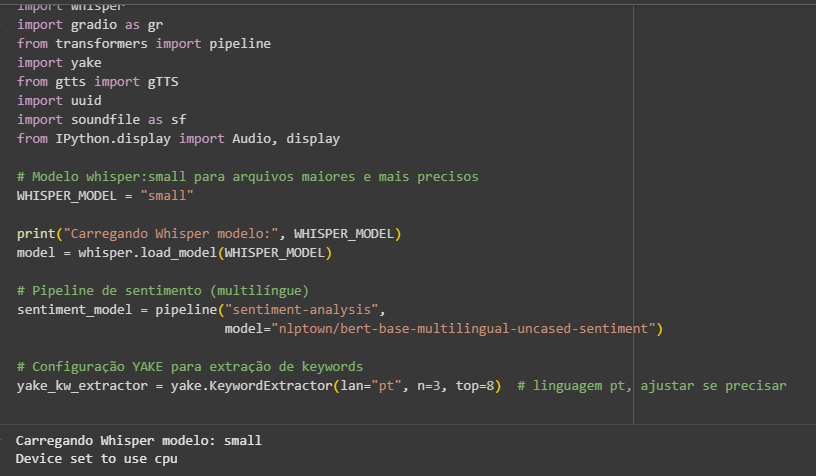 import whisper
import gradio as gr
from transformers import pipeline
import yake
from gtts import gTTS
import uuid
import soundfile as sf
from IPython.display import Audio, display
# Modelo whisper:small para arquivos maiores e mais precisos
WHISPER_MODEL = "small"
print("Carregando Whisper modelo:", WHISPER_MODEL)
model = whisper.load_model(WHISPER_MODEL)
# Pipeline de sentimento (multilíngue)
sentiment_model = pipeline("sentiment-analysis",
model="nlptown/bert-base-multilingual-uncased-sentiment")
# Configuração YAKE para extração de keywords
yake_kw_extractor = yake.KeywordExtractor(lan="pt", n=3, top=8)  # linguagem pt, ajustar se precisar
Carregando Whisper modelo: small
Device set to use cpu